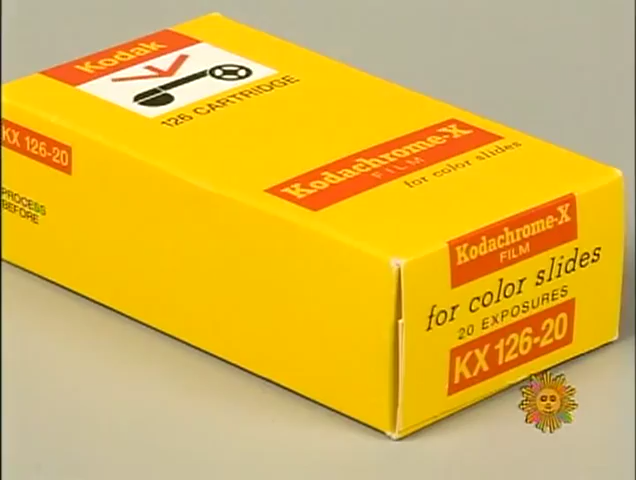 Kodak
126 CARTRIDGE
KX 126-20
PROCESS
BEFORE
Kodachrome-X
FILM
for color slides
Kodachrome-X
FILM
for color slides
20 EXPOSURES
KX 126-20